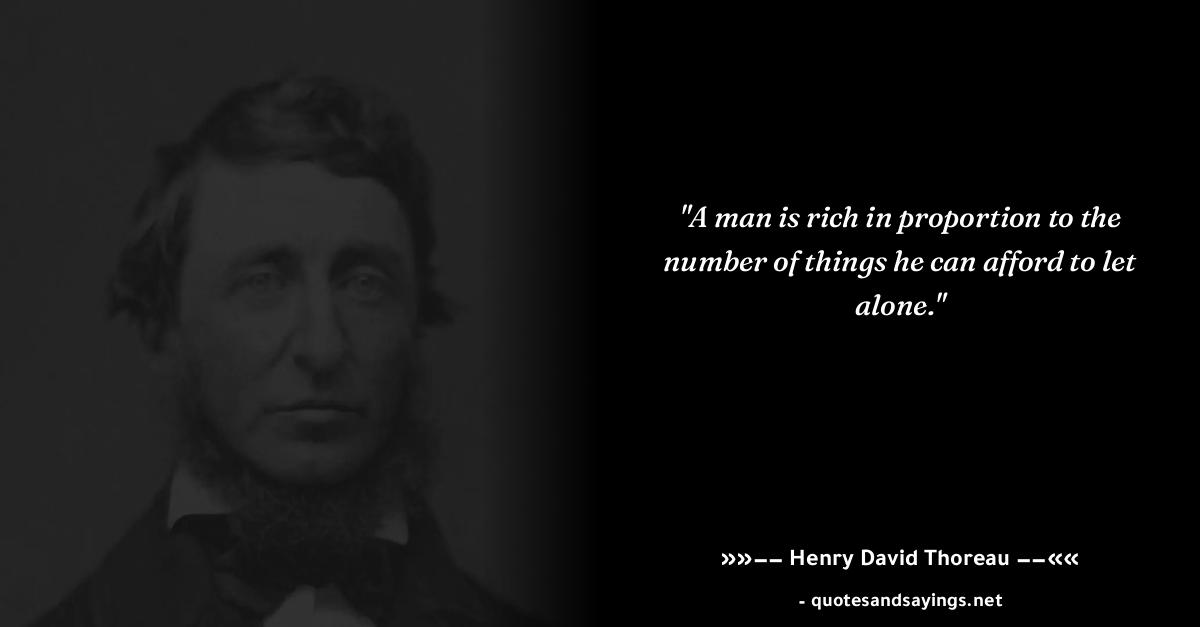 "A man is rich in proportion to the
number of things he can afford to let
alone."
»»–– Henry David Thoreau ––««
- quotesandsayings.net